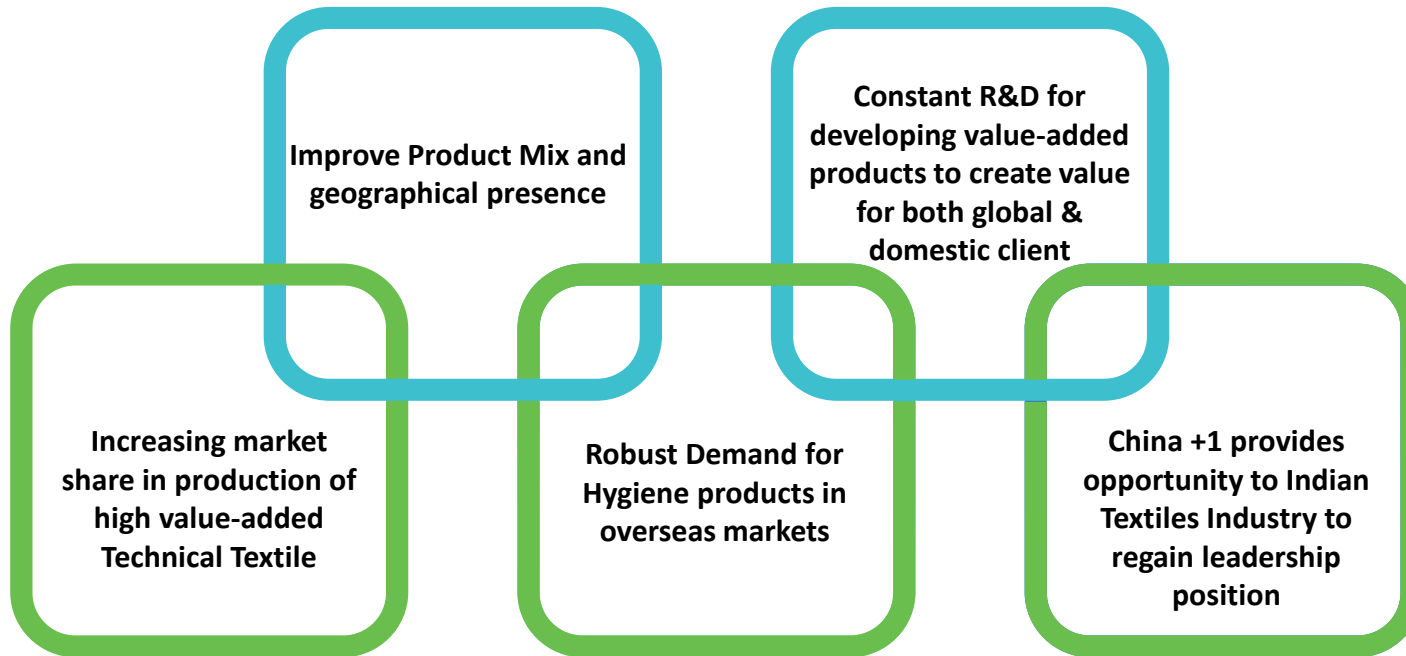 Improve Product Mix and
geographical presence
Constant R&D for
developing value-added
products to create value
for both global &
domestic client
Increasing market
share in production of
high value-added
Technical Textile
Robust Demand for
Hygiene products in
overseas markets
China +1 provides
opportunity to Indian
Textiles Industry to
regain leadership
position